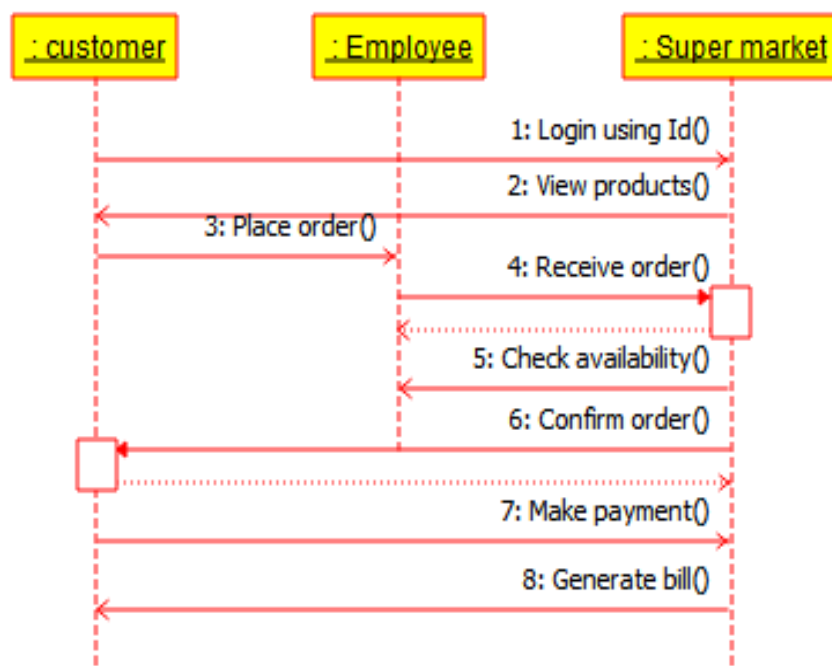 : customer
: Employee
: Super market
1: Login using Id()
2: View products()
3: Place order()
4: Receive order()
5: Check availability()
6: Confirm order()
7: Make payment()
8: Generate bill()